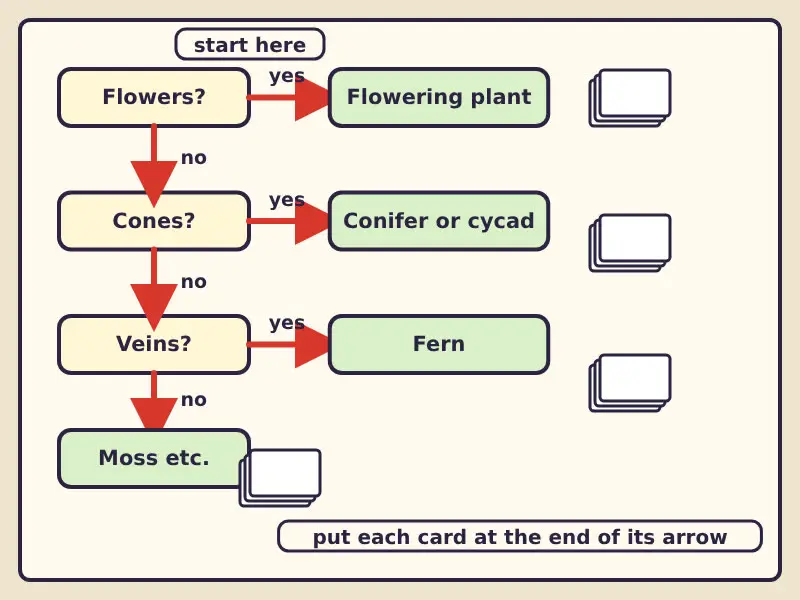 start here
Flowers?
yes
Flowering plant
no
Cones?
yes
Conifer or cycad
no
Veins?
yes
Fern
no
Moss etc.
put each card at the end of its arrow